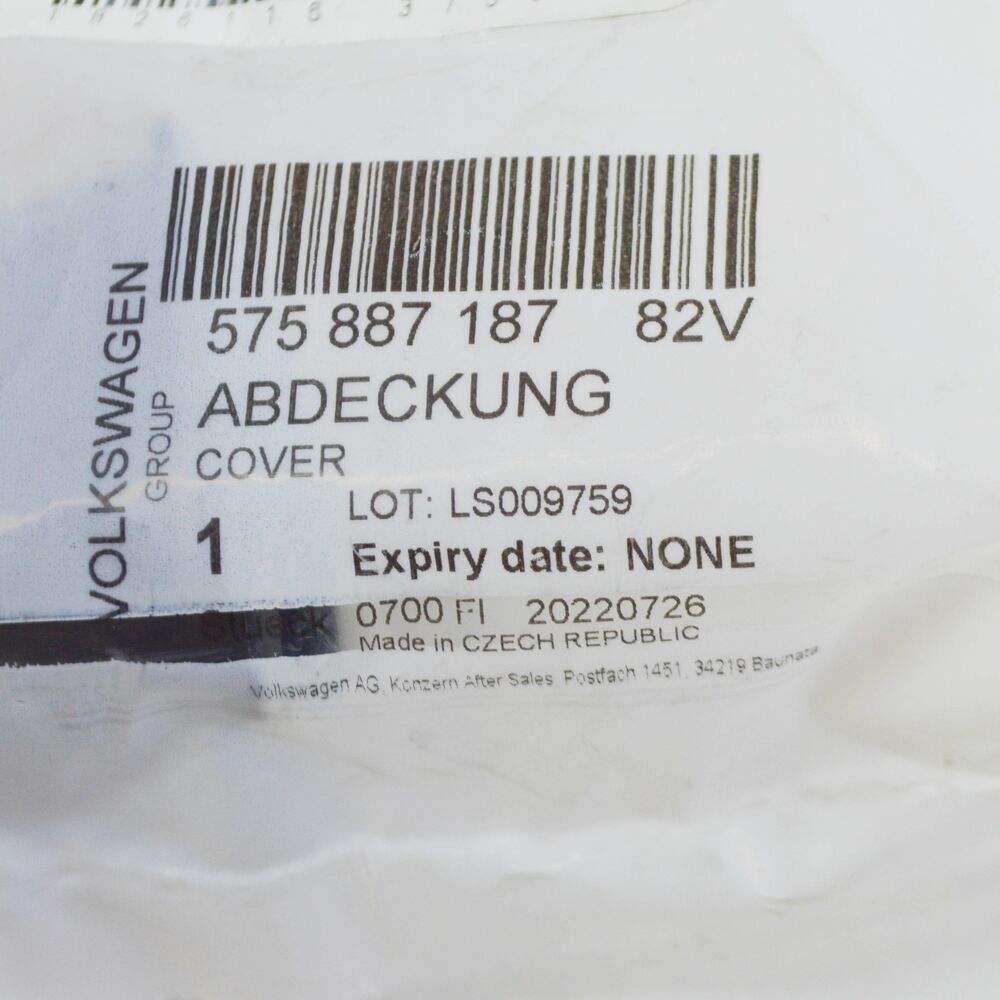 VOLKSWAGEN
GROUP
575 887 187 82V
ABDECKUNG
COVER
LOT: LS009759
1
Expiry date: NONE
Stueck
0700 FI 20220726
Made in CZECH REPUBLIC
Volkswagen AG, Konzern After Sales, Postfach 1451, 34219 Baunatal